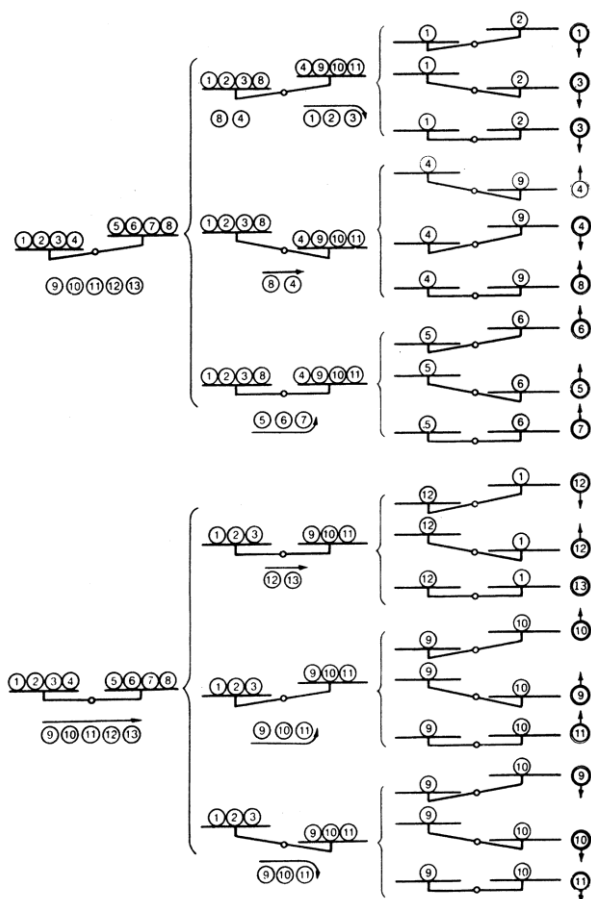 ① ② ①
① ② ③ ⑧ ④ ⑨ ⑩ ⑪ ① ② ③
⑧ ④ ① ② ③ ① ② ③
④ ⑨ ④
① ② ③ ④ ⑤ ⑥ ⑦ ⑧ ① ② ③ ⑧ ④ ⑨ ⑩ ⑪ ④ ⑨ ④
⑨ ⑩ ⑪ ⑫ ⑬ ⑧ ④ ④ ⑨ ⑧
⑤ ⑥ ⑥
① ② ③ ⑧ ④ ⑨ ⑩ ⑪ ⑤ ⑥ ⑤
⑤ ⑥ ⑦ ⑤ ⑥ ⑦
⑫ ① ⑫
① ② ③ ⑨ ⑩ ⑪ ⑫ ① ⑫
⑫ ⑬ ⑫ ① ⑬
⑨ ⑩ ⑩
① ② ③ ④ ⑤ ⑥ ⑦ ⑧ ① ② ③ ⑨ ⑩ ⑪ ⑨ ⑩ ⑨
⑨ ⑩ ⑪ ⑫ ⑬ ⑨ ⑩ ⑪ ⑨ ⑩ ⑪
⑨ ⑩ ⑨
① ② ③ ⑨ ⑩ ⑪ ⑨ ⑩ ⑩
⑨ ⑩ ⑪ ⑨ ⑩ ⑪